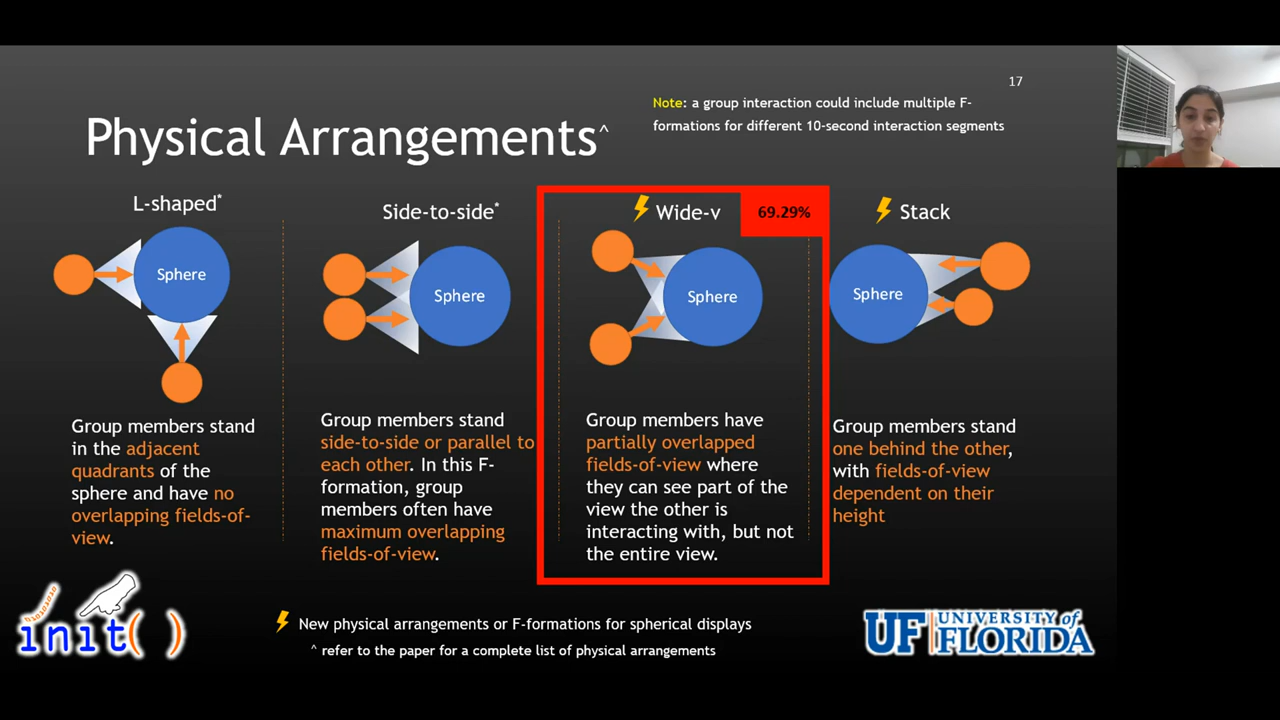 17
Note: a group interaction could include multiple F-
formations for different 10-second interaction segments
Physical Arrangements^
L-shaped*
Sphere
Group members stand
in the adjacent
quadrants of the
sphere and have no
overlapping fields-of-
view.
Side-to-side*
Sphere
Group members stand
side-to-side or parallel to
each other. In this F-
formation, group
members often have
maximum overlapping
fields-of-view.
Wide-v
69.29%
Sphere
Group members have
partially overlapped
fields-of-view where
they can see part of the
view the other is
interacting with, but not
the entire view.
Stack
Sphere
Group members stand
one behind the other,
with fields-of-view
dependent on their
height
New physical arrangements or F-formations for spherical displays
^ refer to the paper for a complete list of physical arrangements
init( )
UF UNIVERSITY of
FLORIDA